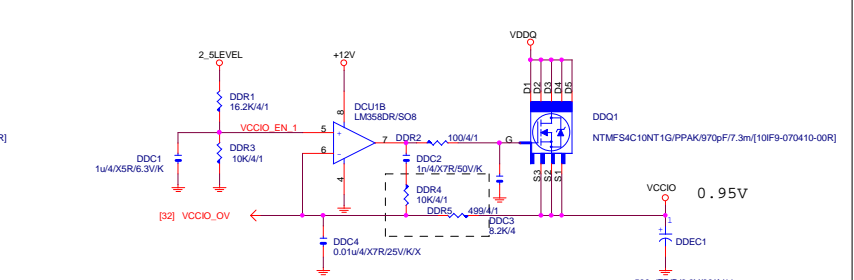 VDDQ
2_5LEVEL
+12V
D1
D2
D3
D4
D5
DDR1
16.2K/4/1
8
DCU1B
LM358DR/SO8
DDQ1
VCCIO_EN_1
5
+
7
DDR2
100/4/1
G
NTMFS4C10NT1G/PPAK/970pF/7.3m/[10IF9-070410-00R]
R]
6
-
DDC1
1u/4/X5R/6.3V/K
DDR3
10K/4/1
DDC2
1n/4/X7R/50V/K
4
S3
S2
S1
DDR4
10K/4/1
VCCIO
0.95V
[32] VCCIO_OV
DDR5
499/4/1
DDC3
8.2K/4
1
DDC4
0.01u/4/X7R/25V/K/X
+
DDEC1